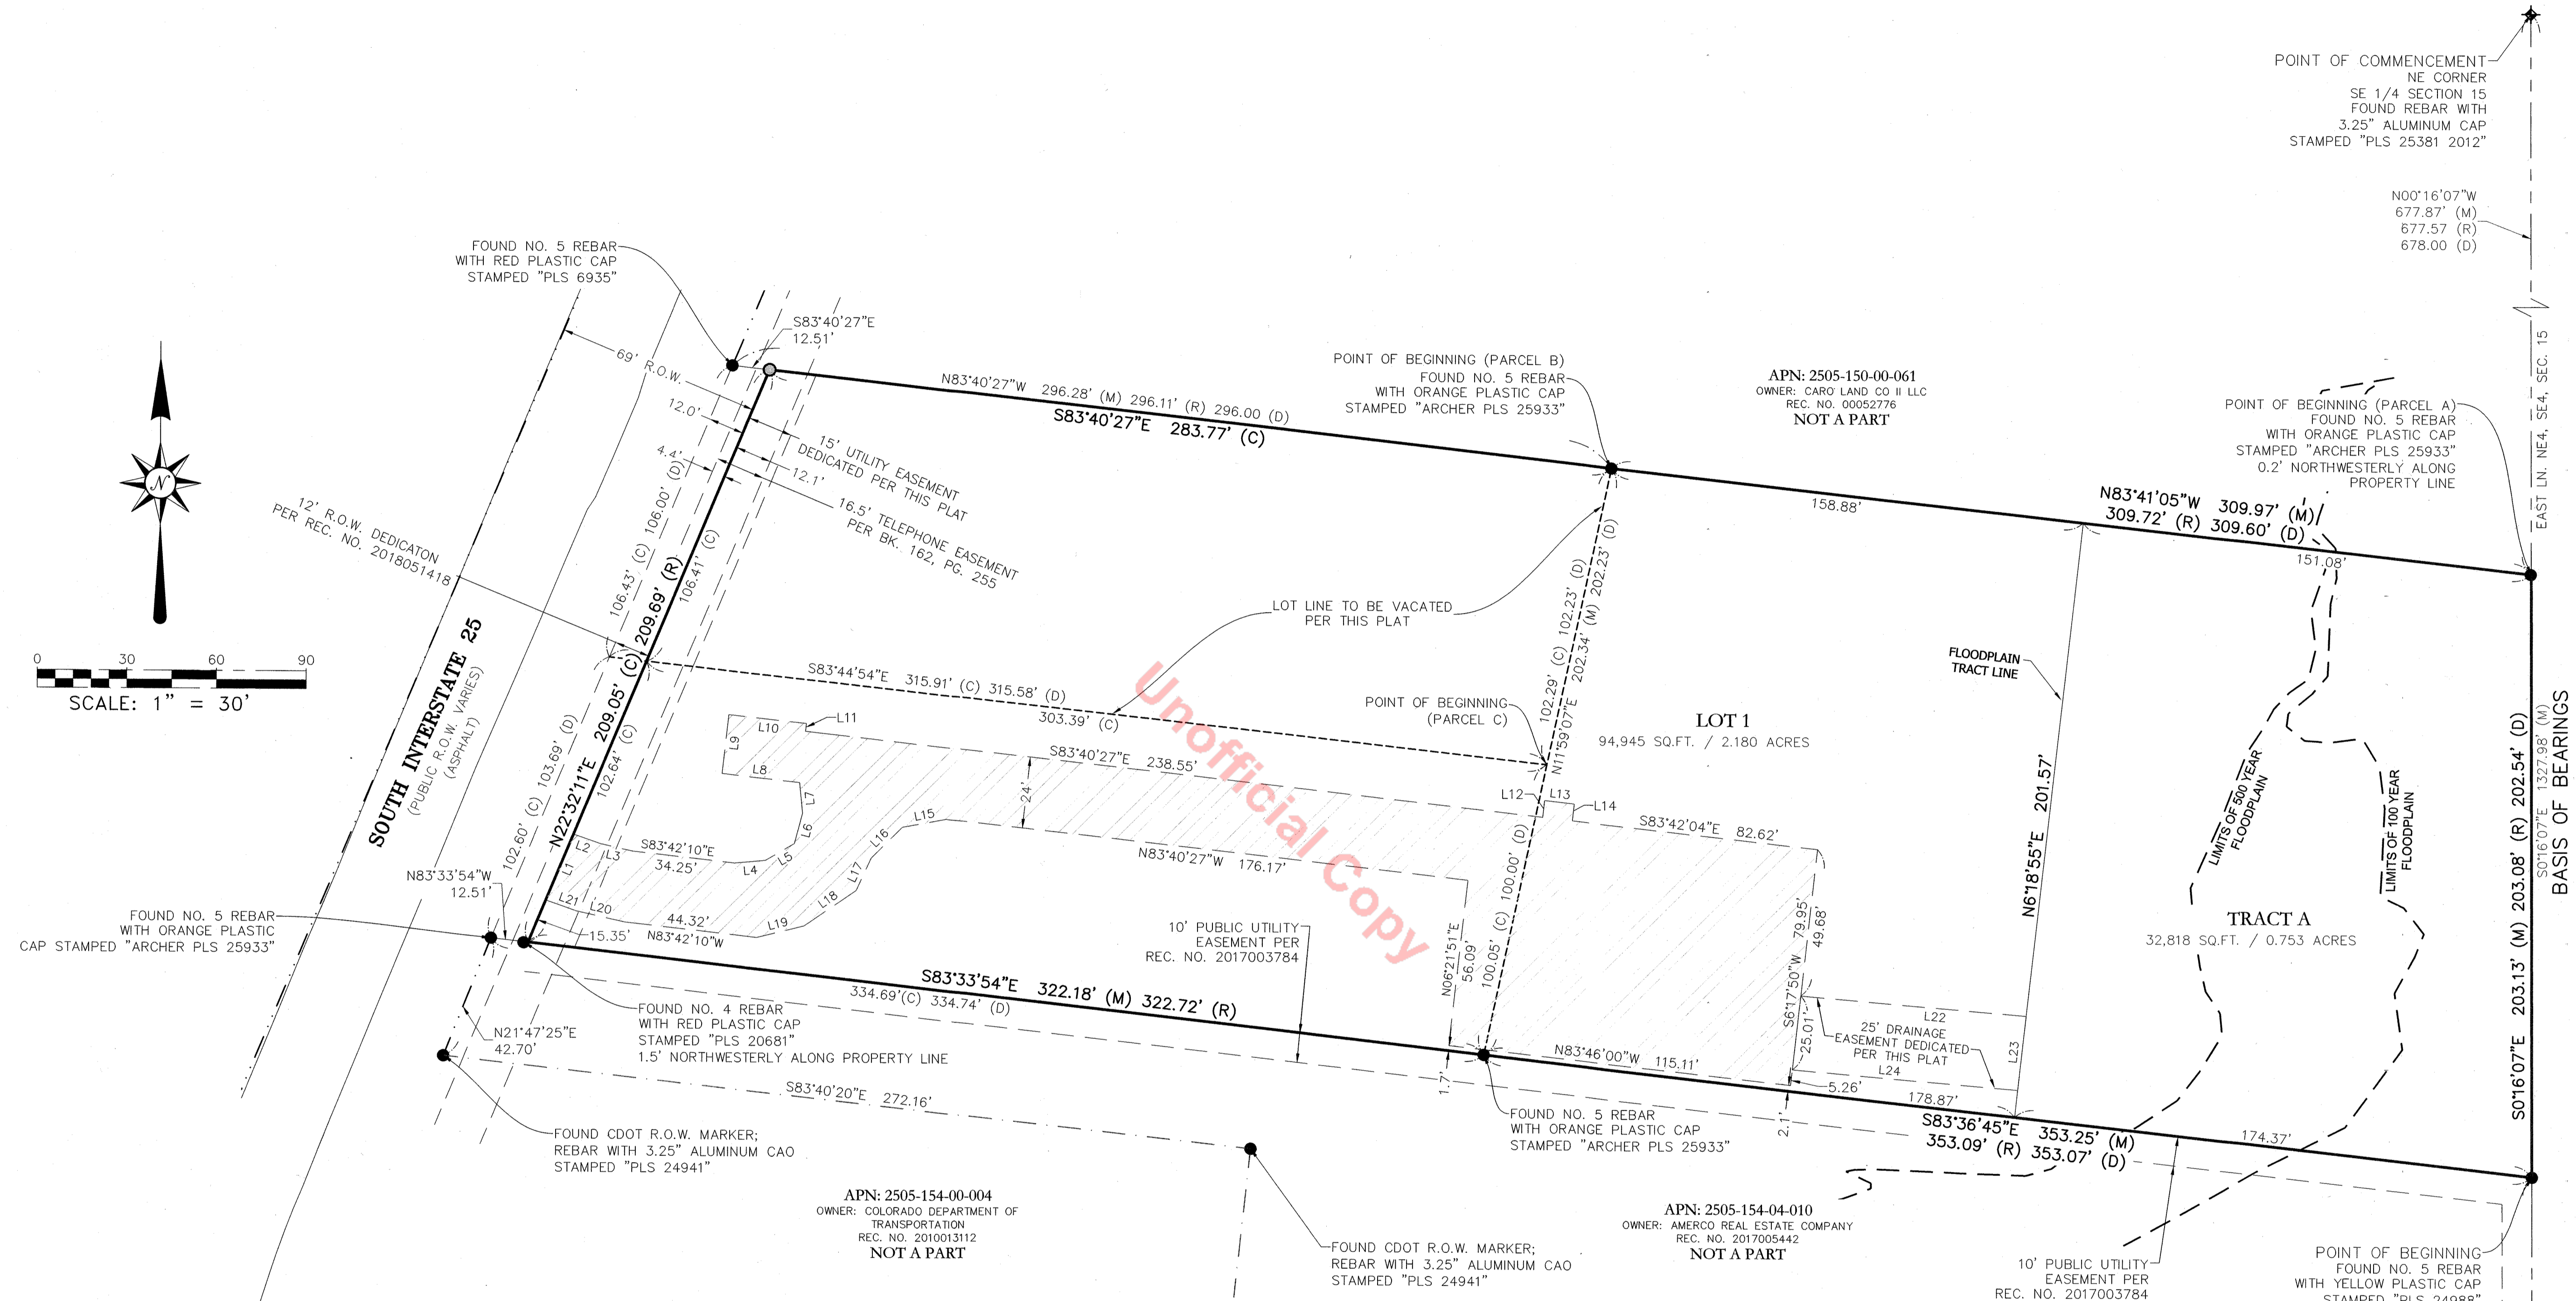 POINT OF COMMENCEMENT
NE CORNER
SE 1/4 SECTION 15
FOUND REBAR WITH
3.25" ALUMINUM CAP
STAMPED "PLS 25381 2012"
N00°16'07"W
677.87' (M)
677.57 (R)
678.00 (D)
FOUND NO. 5 REBAR
WITH RED PLASTIC CAP
STAMPED "PLS 6935"
S83°40'27"E
12.51'
69' R.O.W.
12.0'
4.4'
15' UTILITY EASEMENT
DEDICATED PER THIS PLAT
12.1'
16.5' TELEPHONE EASEMENT
PER BK. 162, PG. 255
12' R.O.W. DEDICATON
PER REC. NO. 2018051418
N83°40'27"W 296.28' (M) 296.11' (R) 296.00 (D)
S83°40'27"E 283.77' (C)
POINT OF BEGINNING (PARCEL B)
FOUND NO. 5 REBAR
WITH ORANGE PLASTIC CAP
STAMPED "ARCHER PLS 25933"
APN: 2505-150-00-061
OWNER: CARO LAND CO II LLC
REC. NO. 00052776
NOT A PART
POINT OF BEGINNING (PARCEL A)
FOUND NO. 5 REBAR
WITH ORANGE PLASTIC CAP
STAMPED "ARCHER PLS 25933"
0.2' NORTHWESTERLY ALONG
PROPERTY LINE
EAST LN. NE4, SE4, SEC. 15
158.88'
N83°41'05"W 309.97' (M)
309.72' (R) 309.60' (D)
151.08'
N
0 30 60 90
SCALE: 1" = 30'
SOUTH INTERSTATE 25
(PUBLIC R.O.W. VARIES)
(ASPHALT)
106.43' (C) 106.00' (D)
106.41' (C)
N22°32'11"E 209.05' (C) 209.69' (R)
102.60' (C) 103.69' (D)
102.64' (C)
LOT LINE TO BE VACATED
PER THIS PLAT
S83°44'54"E 315.91' (C) 315.58' (D)
303.39' (C)
102.29' (C) 102.23' (D)
N11°59'07"E 202.34' (M) 202.23' (D)
POINT OF BEGINNING
(PARCEL C)
LOT 1
94,945 SQ.FT. / 2.180 ACRES
FLOODPLAIN
TRACT LINE
N6°18'55"E 201.57'
LIMITS OF 500 YEAR
FLOODPLAIN
LIMITS OF 100 YEAR
FLOODPLAIN
TRACT A
32,818 SQ.FT. / 0.753 ACRES
S0°16'07"E 203.13' (M) 203.08' (R) 202.54' (D)
S0°16'07"E 1327.98' (M)
BASIS OF BEARINGS
L9
L10
L11
L8
L7
L6
L5
L4
S83°40'27"E 238.55'
24'
L15
L16
L17
L18
L19
L12
L13
L14
S83°42'04"E 82.62'
N83°40'27"W 176.17'
L2
L3
S83°42'10"E
34.25'
L1
L21
L20
44.32'
N83°42'10"W
15.35'
N83°33'54"W
12.51'
FOUND NO. 5 REBAR
WITH ORANGE PLASTIC
CAP STAMPED "ARCHER PLS 25933"
10' PUBLIC UTILITY
EASEMENT PER
REC. NO. 2017003784
N06°21'51"E
56.09'
100.05' (C) 100.00' (D)
79.95'
49.68'
S6°17'50"W
25.01'
L22
25' DRAINAGE
EASEMENT DEDICATED
PER THIS PLAT
L23
L24
S83°33'54"E 322.18' (M) 322.72' (R)
334.69'(C) 334.74' (D)
FOUND NO. 4 REBAR
WITH RED PLASTIC CAP
STAMPED "PLS 20681"
1.5' NORTHWESTERLY ALONG PROPERTY LINE
N21°47'25"E
42.70'
S83°40'20"E 272.16'
N83°46'00"W 115.11'
1.7'
5.26'
178.87'
2.1'
S83°36'45"E 353.25' (M)
353.09' (R) 353.07' (D)
174.37'
FOUND NO. 5 REBAR
WITH ORANGE PLASTIC CAP
STAMPED "ARCHER PLS 25933"
FOUND CDOT R.O.W. MARKER;
REBAR WITH 3.25" ALUMINUM CAO
STAMPED "PLS 24941"
APN: 2505-154-00-004
OWNER: COLORADO DEPARTMENT OF
TRANSPORTATION
REC. NO. 2010013112
NOT A PART
FOUND CDOT R.O.W. MARKER;
REBAR WITH 3.25" ALUMINUM CAO
STAMPED "PLS 24941"
APN: 2505-154-04-010
OWNER: AMERCO REAL ESTATE COMPANY
REC. NO. 2017005442
NOT A PART
10' PUBLIC UTILITY
EASEMENT PER
REC. NO. 2017003784
POINT OF BEGINNING
FOUND NO. 5 REBAR
WITH YELLOW PLASTIC CAP
STAMPED "PLS 24988"
Unofficial Copy